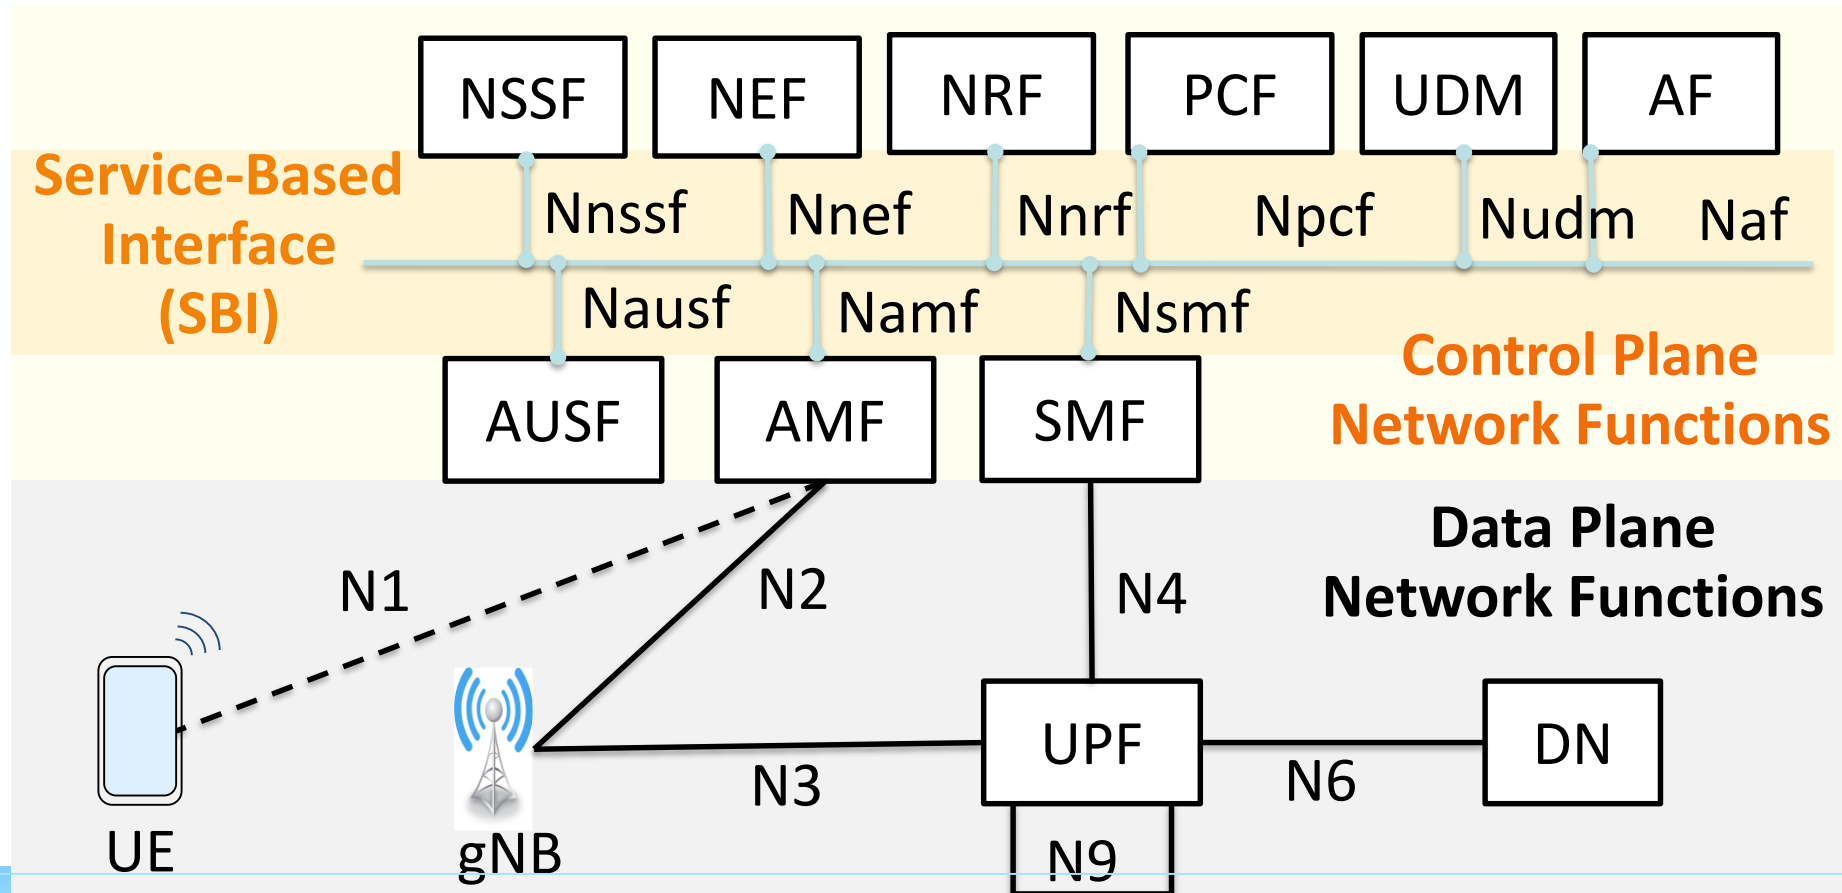 NSSF
NEF
NRF
PCF
UDM
AF
Service-Based
Interface
(SBI)
Nnssf
Nnef
Nnrf
Npcf
Nudm
Naf
Nausf
Namf
Nsmf
Control Plane
Network Functions
AUSF
AMF
SMF
Data Plane
Network Functions
N1
N2
N4
UPF
DN
N3
N6
UE
gNB
N9